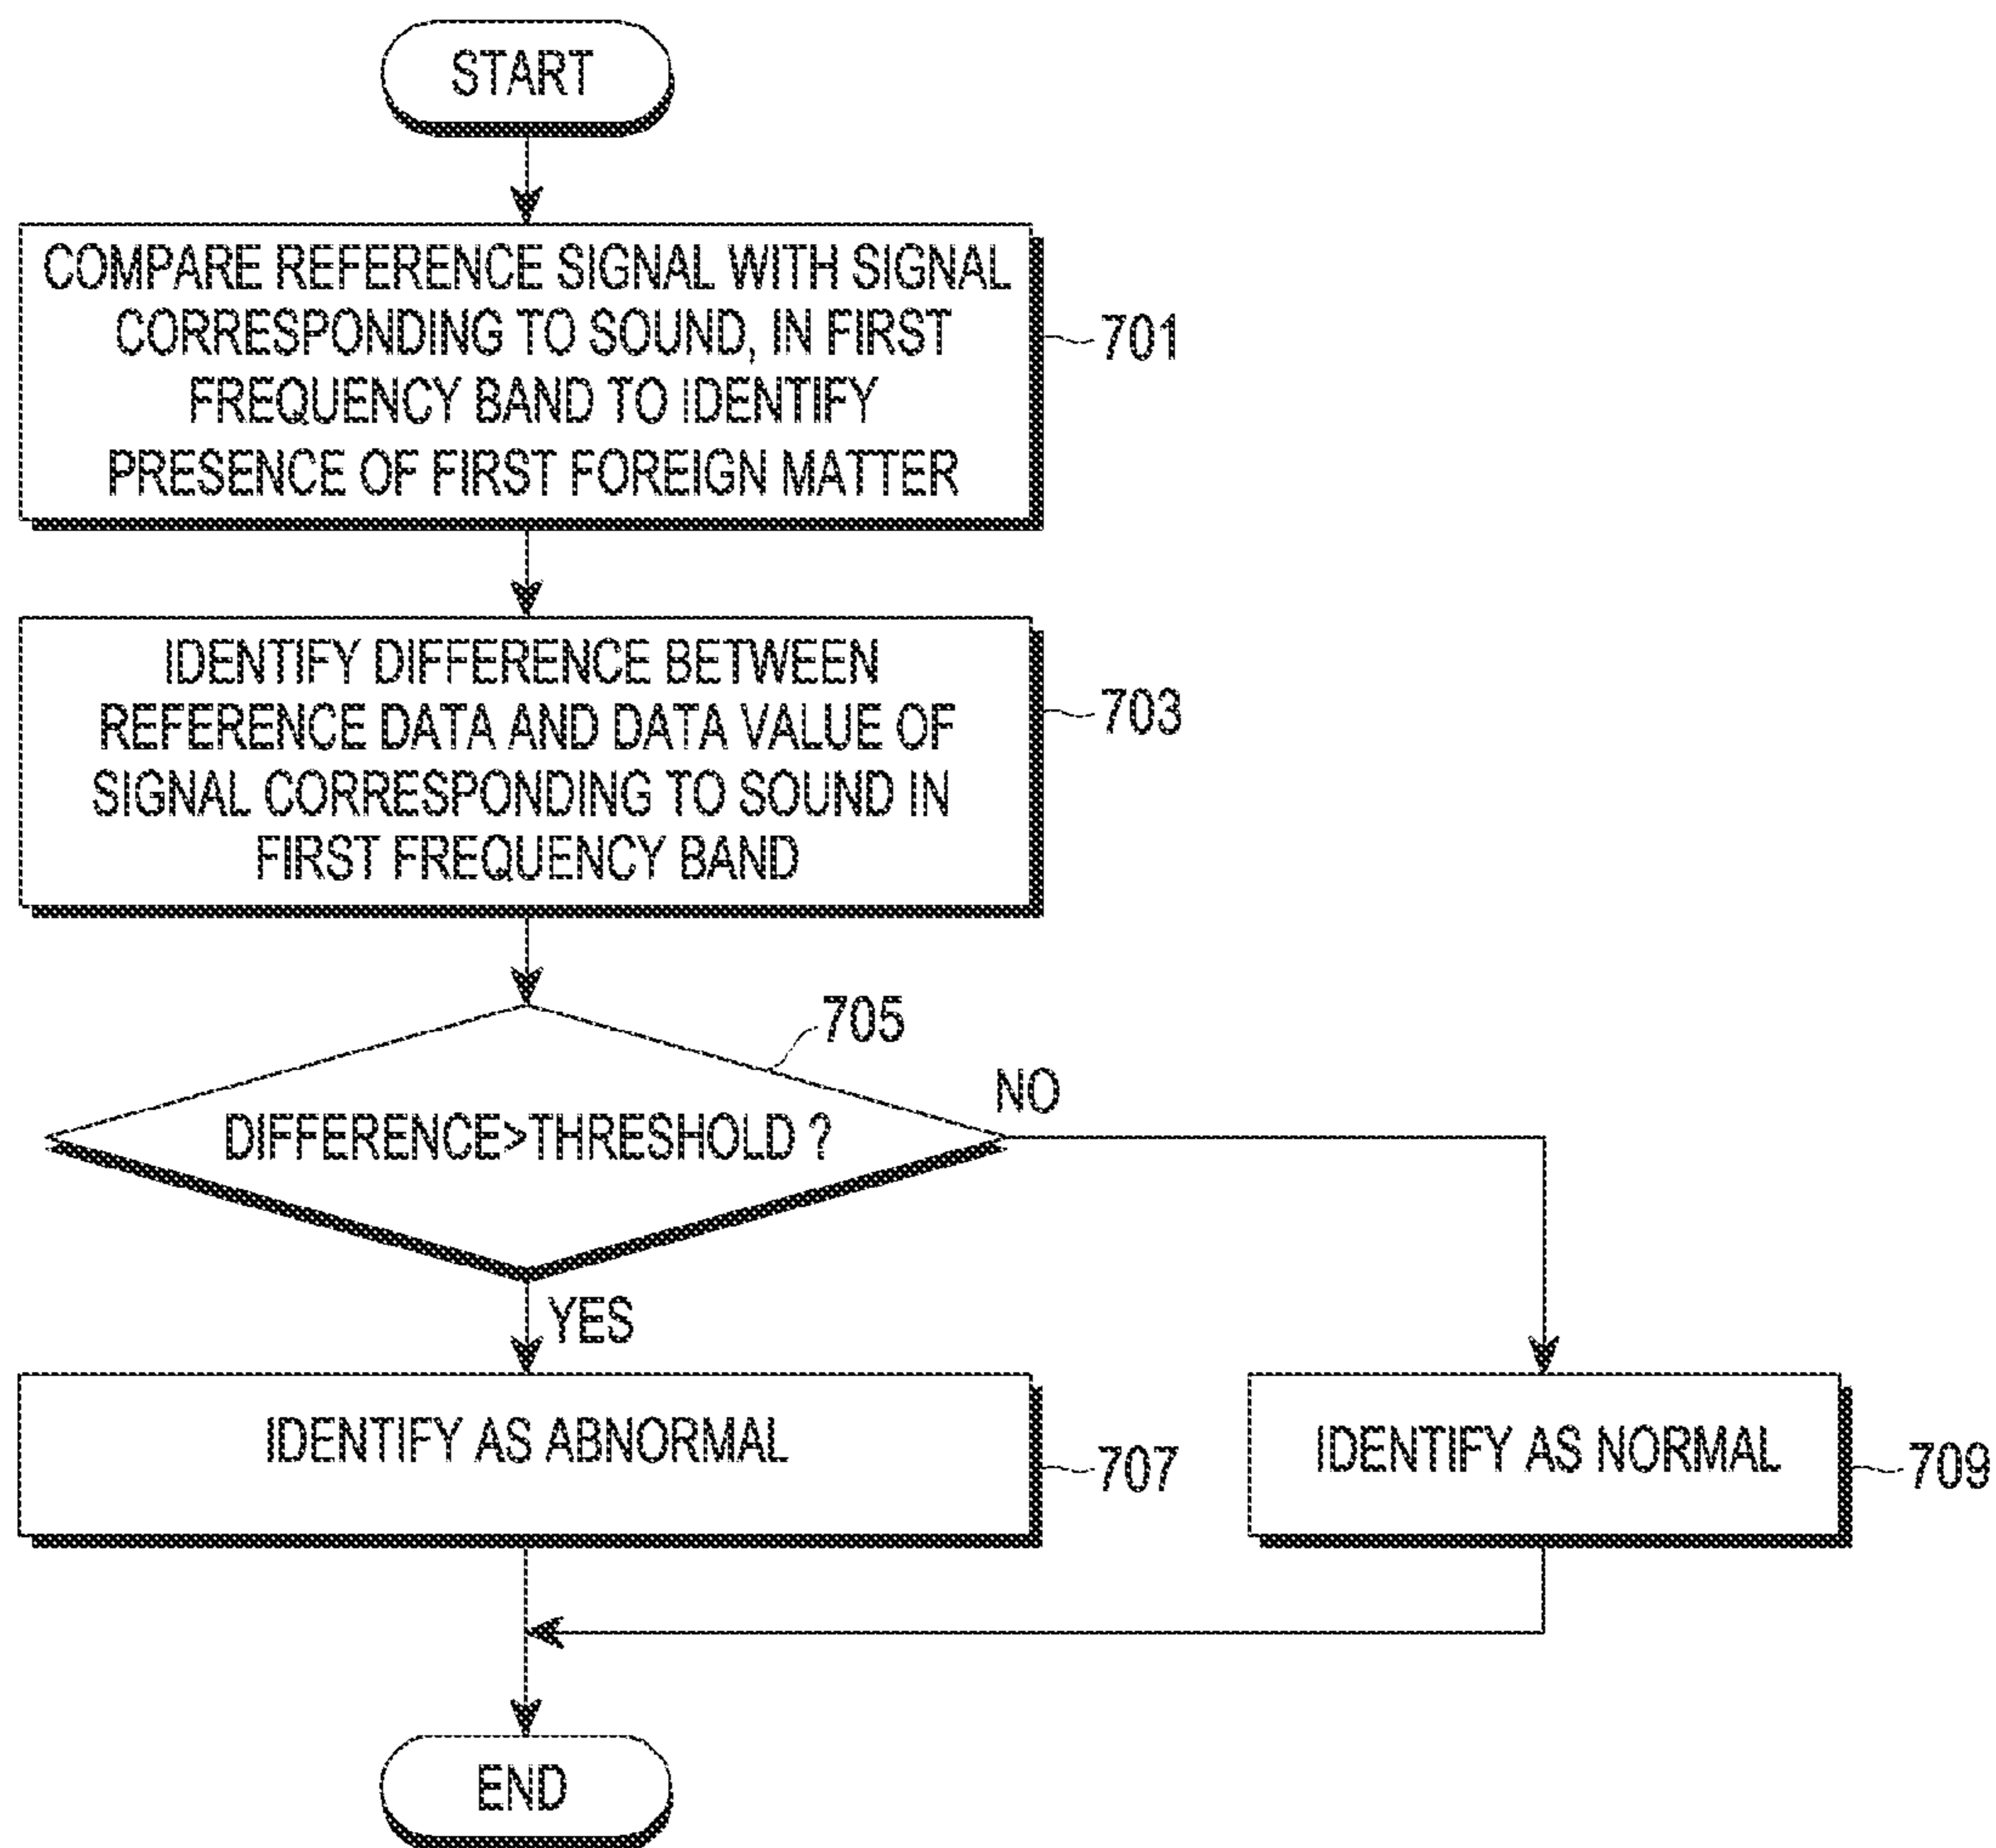 START
COMPARE REFERENCE SIGNAL WITH SIGNAL
CORRESPONDING TO SOUND, IN FIRST
FREQUENCY BAND TO IDENTIFY
PRESENCE OF FIRST FOREIGN MATTER
701
IDENTIFY DIFFERENCE BETWEEN
REFERENCE DATA AND DATA VALUE OF
SIGNAL CORRESPONDING TO SOUND IN
FIRST FREQUENCY BAND
703
705
DIFFERENCE>THRESHOLD ?
NO
YES
IDENTIFY AS ABNORMAL
707
IDENTIFY AS NORMAL
709
END